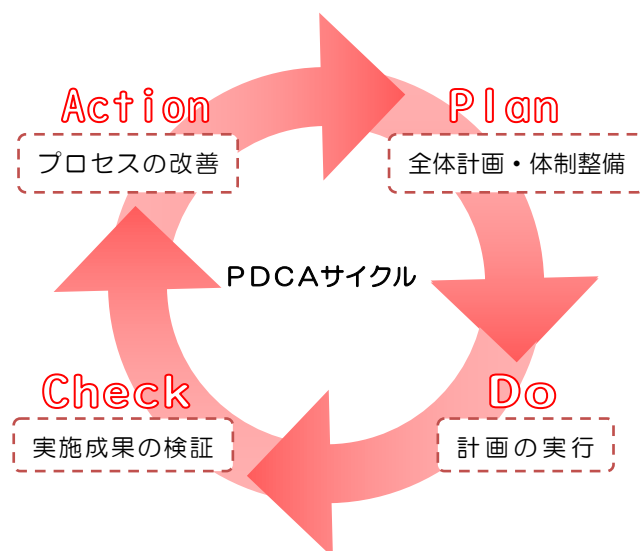 Action
Plan
プロセスの改善
全体計画・体制整備
PDCAサイクル
Check
Do
実施成果の検証
計画の実行